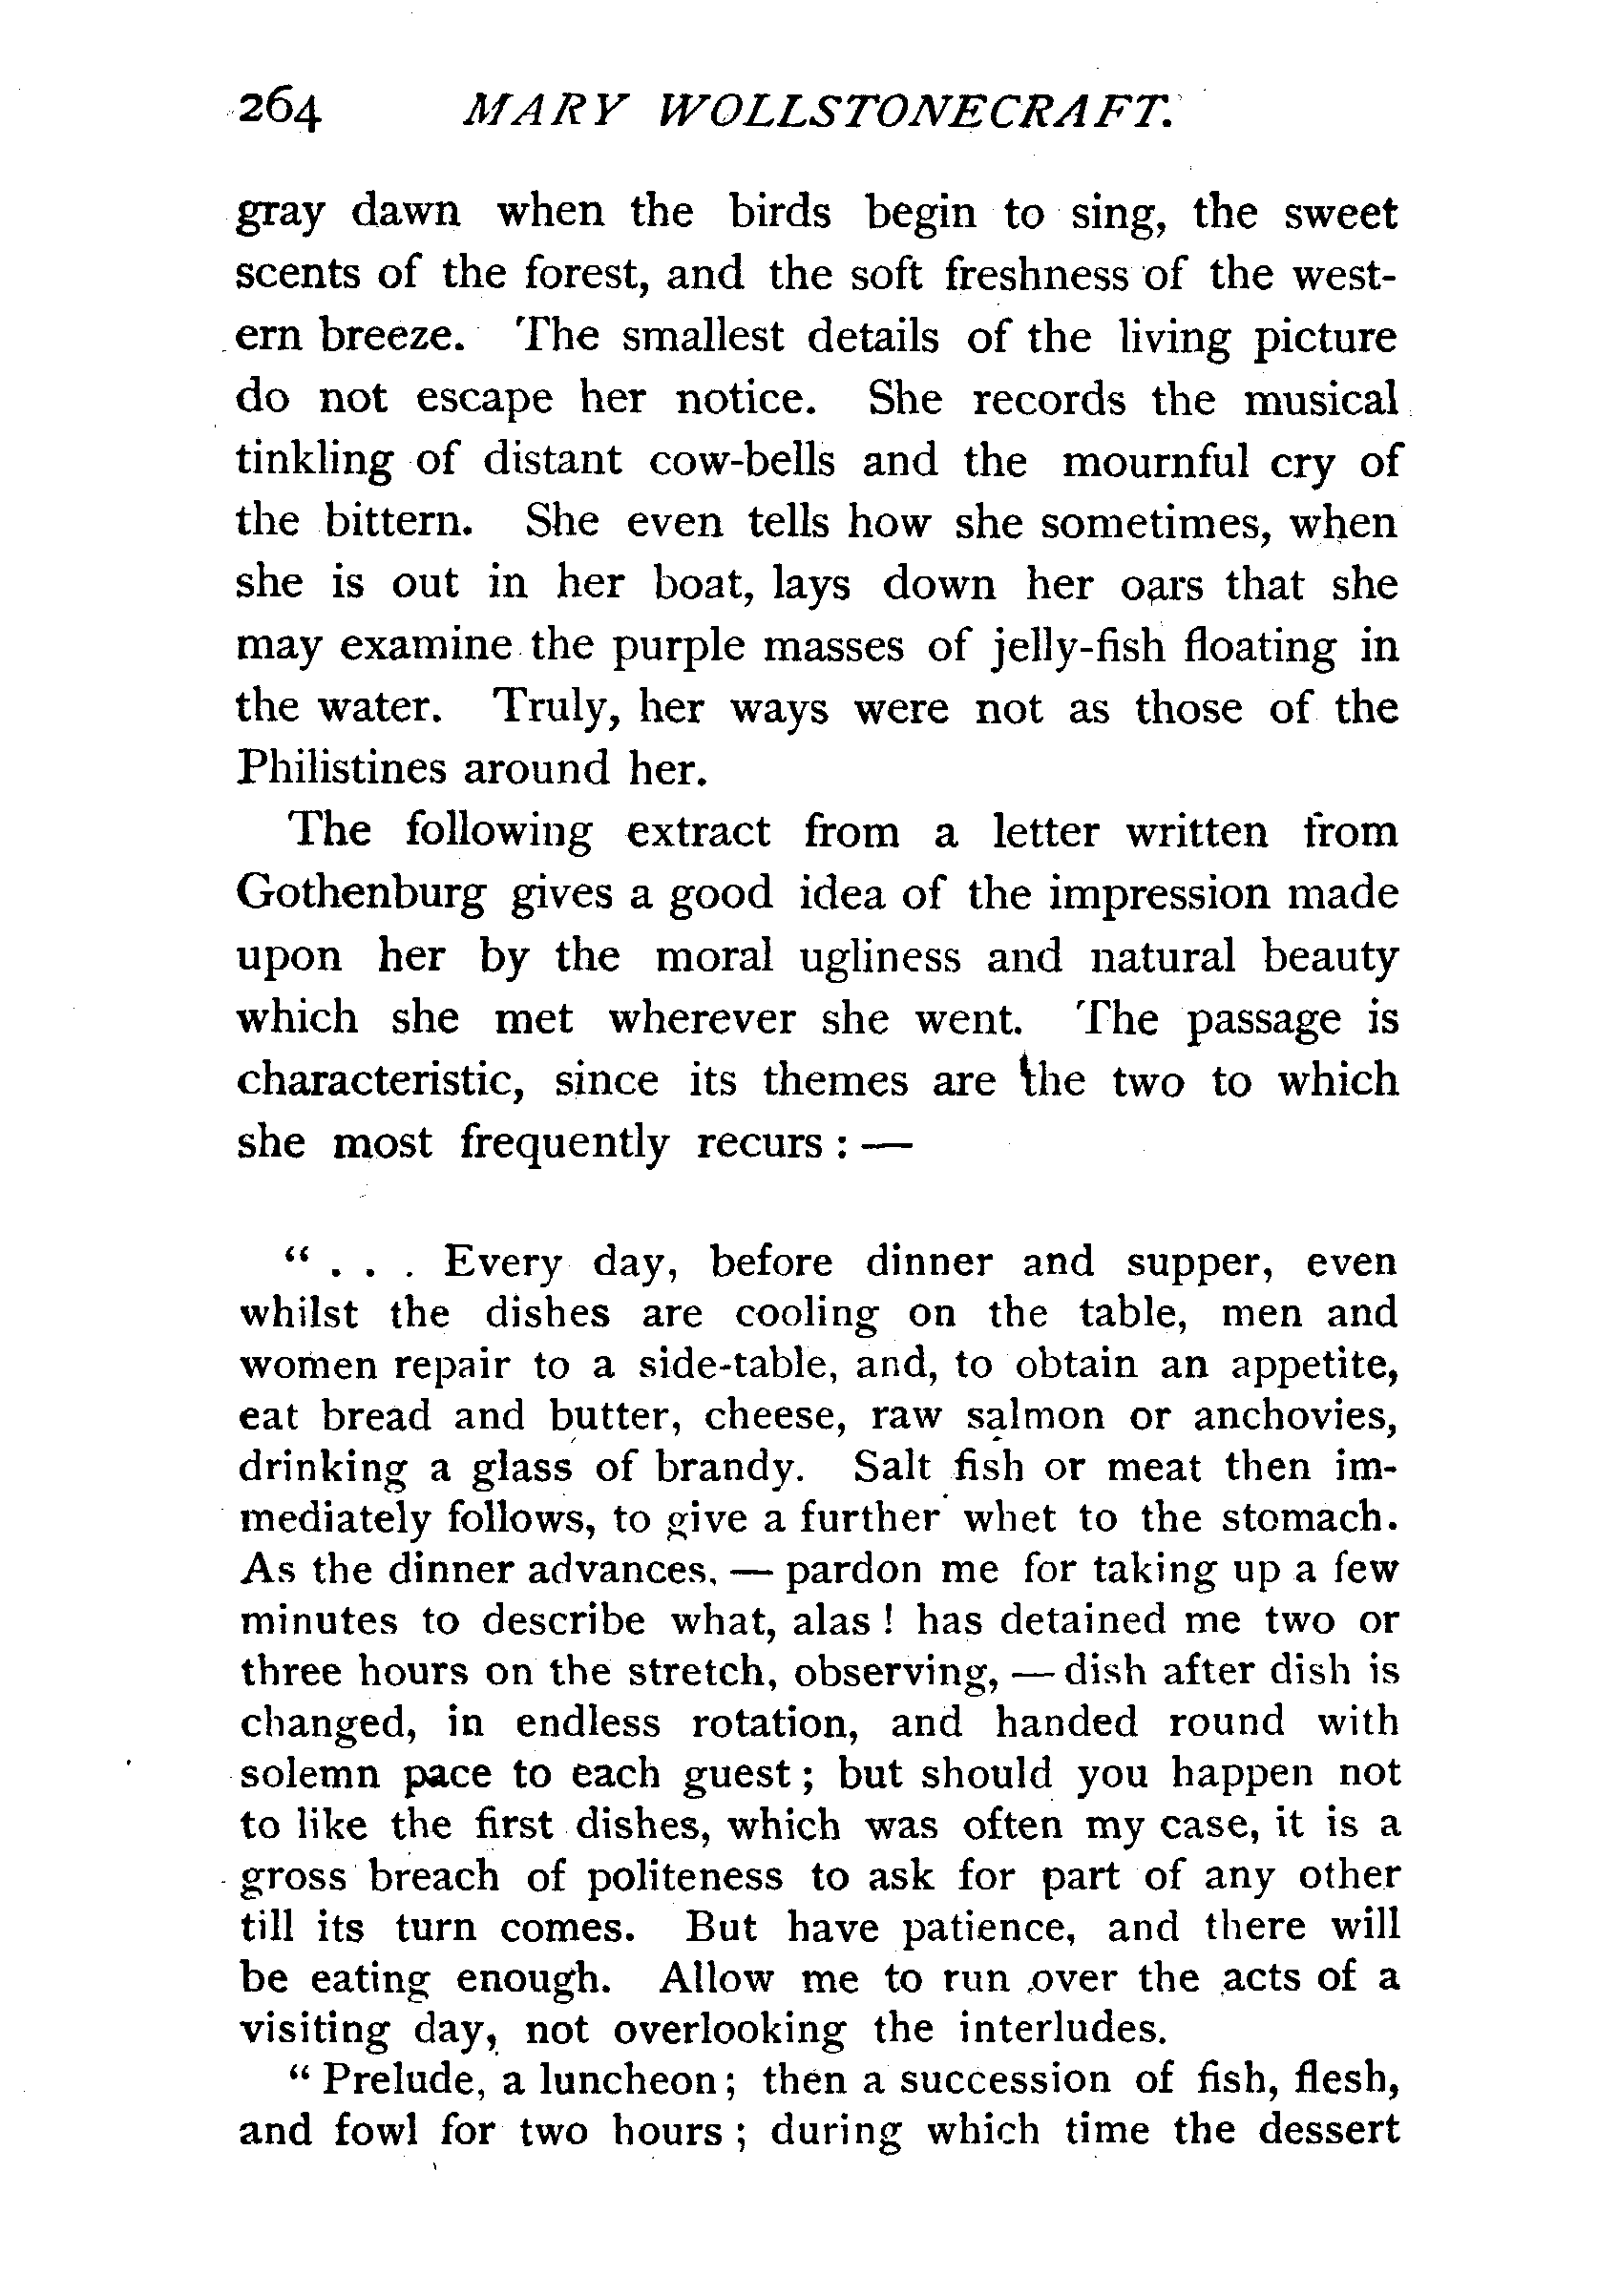 264 MARY WOLLSTONECRAFT.
gray dawn when the birds begin to sing, the sweet
scents of the forest, and the soft freshness of the west-
ern breeze. The smallest details of the living picture
do not escape her notice. She records the musical
tinkling of distant cow-bells and the mournful cry of
the bittern. She even tells how she sometimes, when
she is out in her boat, lays down her oars that she
may examine the purple masses of jelly-fish floating in
the water. Truly, her ways were not as those of the
Philistines around her.
The following extract from a letter written from
Gothenburg gives a good idea of the impression made
upon her by the moral ugliness and natural beauty
which she met wherever she went. The passage is
characteristic, since its themes are the two to which
she most frequently recurs : —
“ . . . Every day, before dinner and supper, even
whilst the dishes are cooling on the table, men and
women repair to a side-table, and, to obtain an appetite,
eat bread and butter, cheese, raw salmon or anchovies,
drinking a glass of brandy. Salt fish or meat then im-
mediately follows, to give a further whet to the stomach.
As the dinner advances, — pardon me for taking up a few
minutes to describe what, alas ! has detained me two or
three hours on the stretch, observing, — dish after dish is
changed, in endless rotation, and handed round with
solemn pace to each guest ; but should you happen not
to like the first dishes, which was often my case, it is a
gross breach of politeness to ask for part of any other
till its turn comes. But have patience, and there will
be eating enough. Allow me to run over the acts of a
visiting day, not overlooking the interludes.
“ Prelude, a luncheon ; then a succession of fish, flesh,
and fowl for two hours ; during which time the dessert